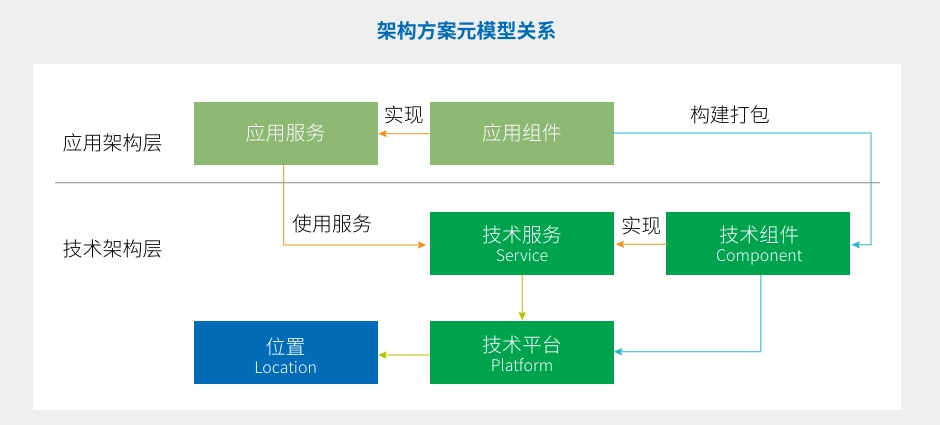 架构方案元模型关系
实现
构建打包
应用架构层
应用服务
应用组件
使用服务
技术架构层
技术服务
Service
实现
技术组件
Component
位置
Location
技术平台
Platform